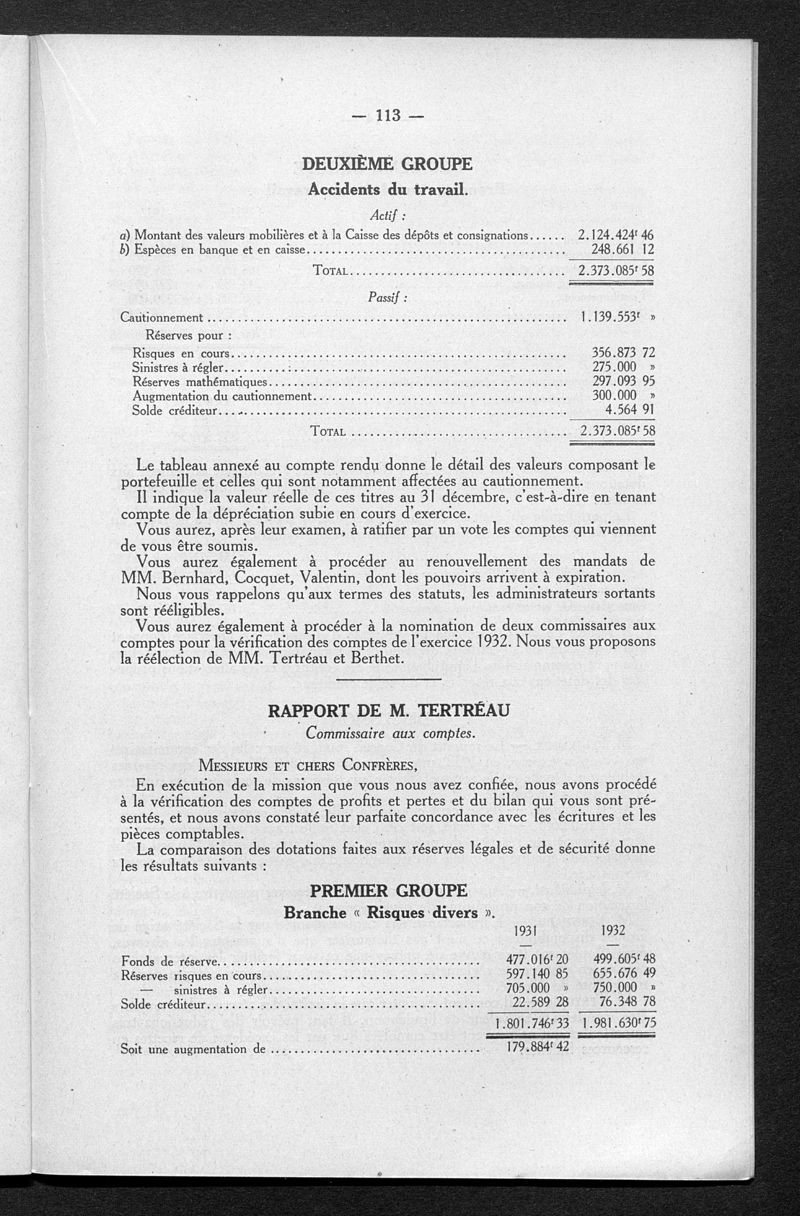 — 113 —
DEUXIÈME GROUPE
Accidents du travail.
Actif :
a) Montant des valeurs mobilières et à la Caisse des dépôts et consignations...... 2.124.424f 46
b) Espèces en banque et en caisse........................................ 248.661 12
TOTAL.................................. 2.373.085f 58
Passif :
Cautionnement ........................................................ 1.139.553f »
Réserves pour :
Risques en cours..................................................... 356.873 72
Sinistres à régler...................................................... 275.000 »
Réserves mathématiques............................................... 297.093 95
Augmentation du cautionnement........................................ 300.000 »
Solde créditeur....................................................... 4.564 91
TOTAL .................................. 2.373.085f 58
Le tableau annexé au compte rendu donne le détail des valeurs composant le
portefeuille et celles qui sont notamment affectées au cautionnement.
Il indique la valeur réelle de ces titres au 31 décembre, c'est-à-dire en tenant
compte de la dépréciation subie en cours d'exercice.
Vous aurez, après leur examen, à ratifier par un vote les comptes qui viennent
de vous être soumis.
Vous aurez également à procéder au renouvellement des mandats de
MM. Bernhard, Cocquet, Valentin, dont les pouvoirs arrivent à expiration.
Nous vous rappelons qu'aux termes des statuts, les administrateurs sortants
sont rééligibles.
Vous aurez également à procéder à la nomination de deux commissaires aux
comptes pour la vérification des comptes de l'exercice 1932. Nous vous proposons
la réélection de MM. Tertréau et Berthet.
RAPPORT DE M. TERTRÉAU
Commissaire aux comptes.
MESSIEURS ET CHERS CONFRÈRES,
En exécution de la mission que vous nous avez confiée, nous avons procédé
à la vérification des comptes de profits et pertes et du bilan qui vous sont pré-
sentés, et nous avons constaté leur parfaite concordance avec les écritures et les
pièces comptables.
La comparaison des dotations faites aux réserves légales et de sécurité donne
les résultats suivants :
PREMIER GROUPE
Branche « Risques divers ».
1931 1932
— —
Fonds de réserve......................................... 477.016f 20 499.605f 48
Réserves risques en cours.................................. 597.140 85 655.676 49
— sinistres à régler................................. 705.000 » 750.000 »
Solde créditeur........................................... 22.589 28 76.348 78
1.801.746f 33 1.981.630f 75
Soit une augmentation de ................................. 179.884f 42